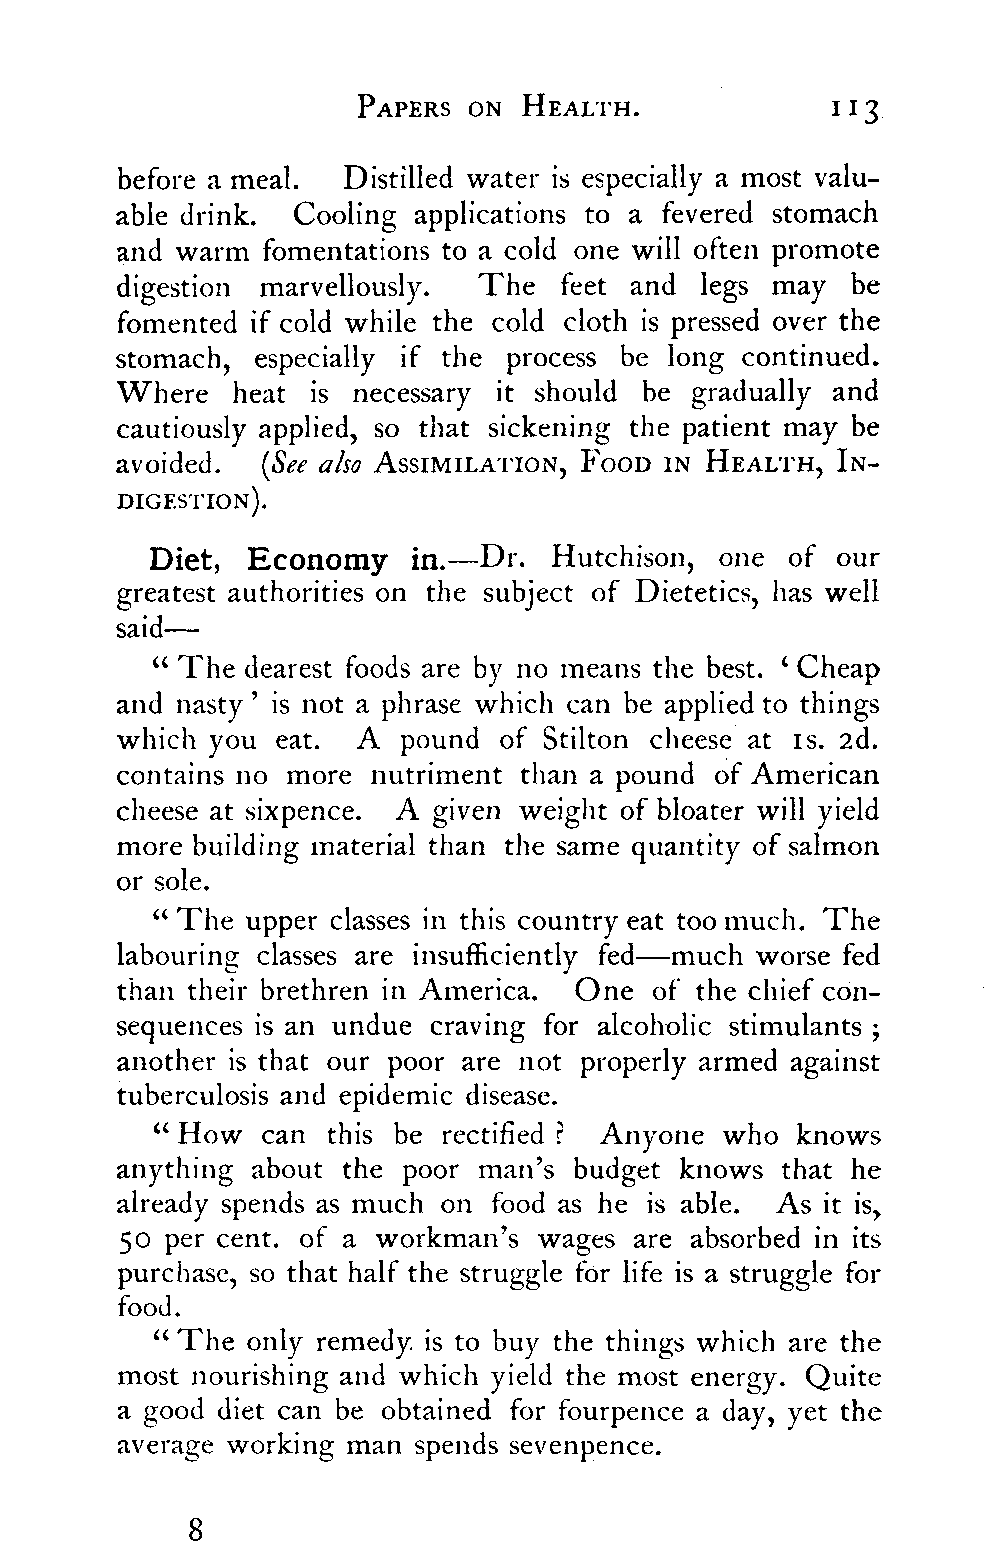 Papers on Health. 113
before a meal. Distilled water is especially a most valu-
able drink. Cooling applications to a fevered stomach
and warm fomentations to a cold one will often promote
digestion marvellously. The feet and legs may be
fomented if cold while the cold cloth is pressed over the
stomach, especially if the process be long continued.
Where heat is necessary it should be gradually and
cautiously applied, so that sickening the patient may be
avoided. (See also Assimilation, Food in Health, In-
digestion).
Diet, Economy in.—Dr. Hutchison, one of our
greatest authorities on the subject of Dietetics, has well
said—
“ The dearest foods are by no means the best. ‘ Cheap
and nasty ’ is not a phrase which can be applied to things
which you eat. A pound of Stilton cheese at 1s. 2d.
contains no more nutriment than a pound of American
cheese at sixpence. A given weight of bloater will yield
more building material than the same quantity of salmon
or sole.
“ The upper classes in this country eat too much. The
labouring classes are insufficiently fed—much worse fed
than their brethren in America. One of the chief con-
sequences is an undue craving for alcoholic stimulants ;
another is that our poor are not properly armed against
tuberculosis and epidemic disease.
“ How can this be rectified ? Anyone who knows
anything about the poor man’s budget knows that he
already spends as much on food as he is able. As it is,
50 per cent. of a workman’s wages are absorbed in its
purchase, so that half the struggle for life is a struggle for
food.
“ The only remedy. is to buy the things which are the
most nourishing and which yield the most energy. Quite
a good diet can be obtained for fourpence a day, yet the
average working man spends sevenpence.
8